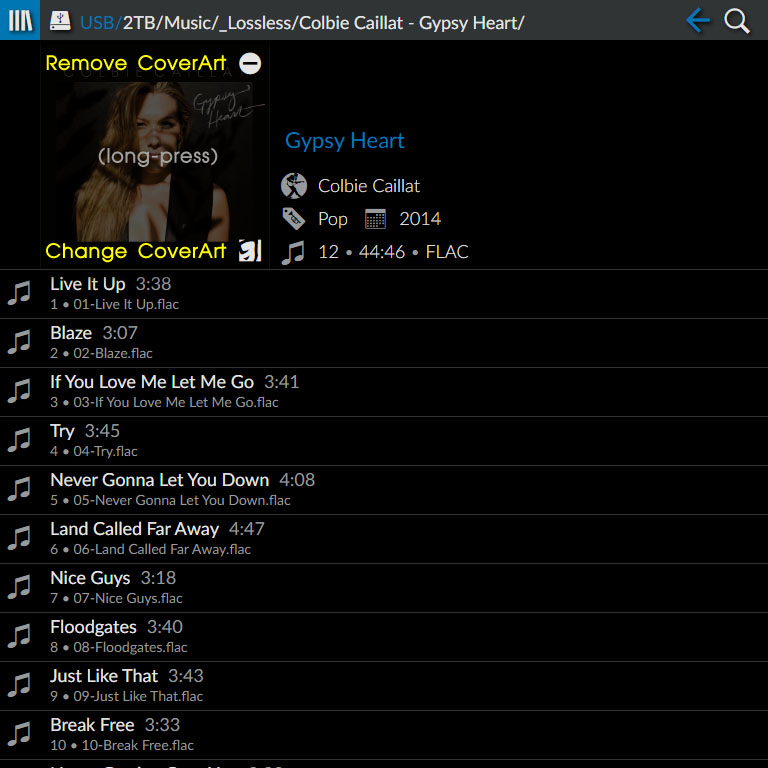 USB/2TB/Music/_Lossless/Colbie Caillat - Gypsy Heart/
Remove CoverArt
COLBIE CAILLA
Gypsy
Heart
(long-press)
Change CoverArt
Gypsy Heart
Colbie Caillat
Pop 2014
12 • 44:46 • FLAC
Live It Up 3:38
1 • 01-Live It Up.flac
Blaze 3:07
2 • 02-Blaze.flac
If You Love Me Let Me Go 3:41
3 • 03-If You Love Me Let Me Go.flac
Try 3:45
4 • 04-Try.flac
Never Gonna Let You Down 4:08
5 • 05-Never Gonna Let You Down.flac
Land Called Far Away 4:47
6 • 06-Land Called Far Away.flac
Nice Guys 3:18
7 • 07-Nice Guys.flac
Floodgates 3:40
8 • 08-Floodgates.flac
Just Like That 3:43
9 • 09-Just Like That.flac
Break Free 3:33
10 • 10-Break Free.flac